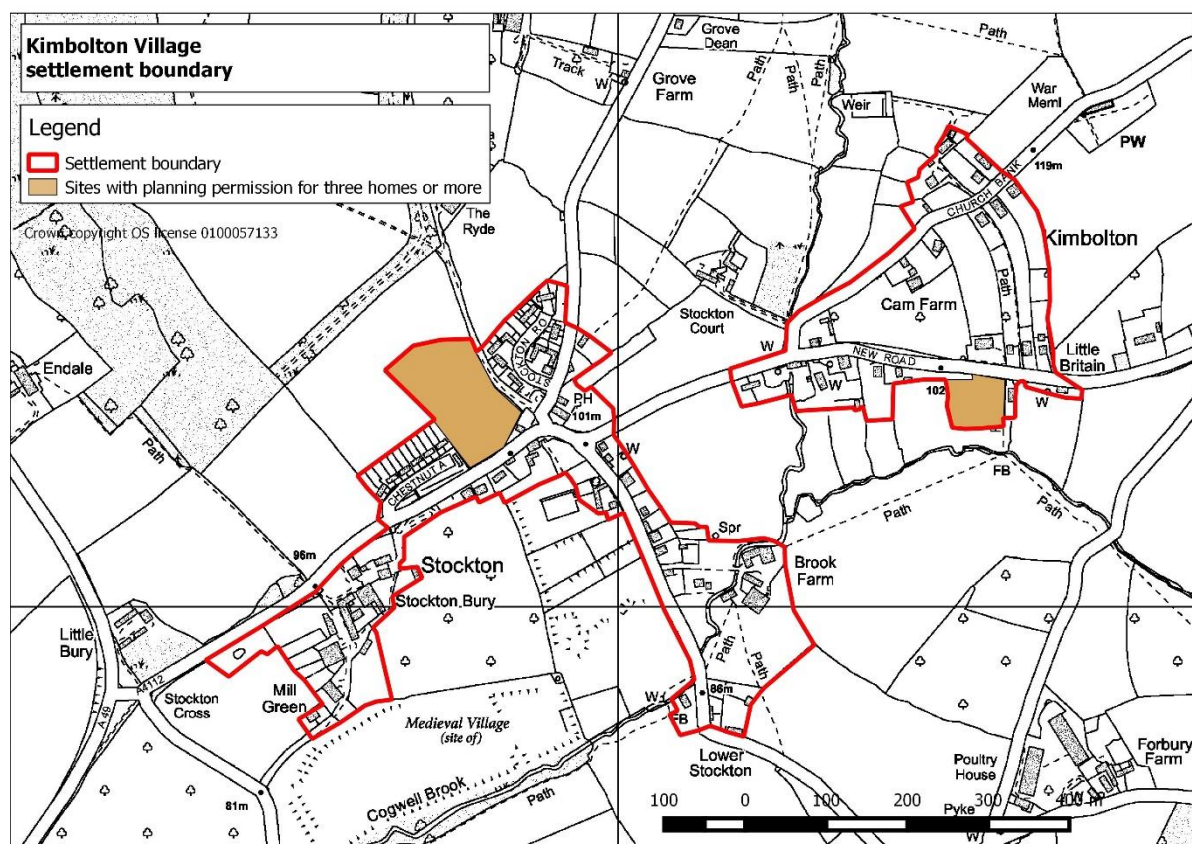 Kimbolton Village
settlement boundary
Legend
Settlement boundary
Sites with planning permission for three homes or more
Crown copyright OS license 0100057133
Grove
Dean
Track
W
Grove
Farm
Path
Path
Path
Path
Weir
War
Meml
PW
119m
CHURCH BANK
Kimbolton
The
Ryde
Cam Farm
Path
Stockton
Court
W
NEW ROAD
W
Little
Britain
102
W
Endale
STOCKTON RO
PH
101m
W
CHESTNUT A
Path
FB
Path
Path
Spr
96m
Stockton
Stockton Bury
Brook
Farm
Little
Bury
A4112
A 49
Stockton
Cross
Mill
Green
Path
Path
W
86m
FB
Medieval Village
(site of)
Lower
Stockton
Poultry
House
Forbury
Farm
81m
Cogwell Brook
Path
Pyke
W
100 0 100 200 300 400 m